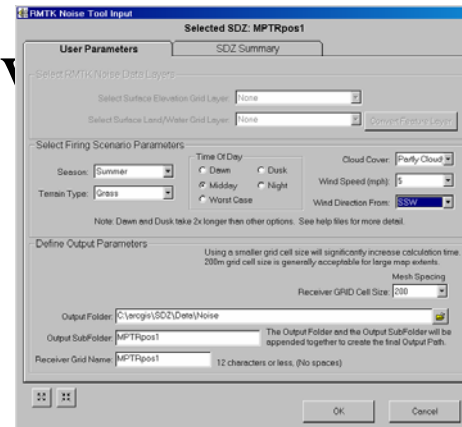 RMTK Noise Tool Input
Selected SDZ: MPTRpos1
User Parameters
SDZ Summary
Select RMTK Noise Data Layers
Select Surface Elevation Grid Layer: None
Select Surface Land/Water Grid Layer: None
Convert Feature Layer
Select Firing Scenario Parameters
Season: Summer
Terrain Type: Grass
Time Of Day
Dawn Dusk
Midday Night
Worst Case
Cloud Cover: Partly Cloud
Wind Speed (mph): 5
Wind Direction From: SSW
Note: Dawn and Dusk take 2x longer than other options. See help files for more detail.
Define Output Parameters
Using a smaller grid cell size will significantly increase calculation time.
200m grid cell size is generally acceptable for large map extents.
Mesh Spacing
Receiver GRID Cell Size: 200
Output Folder: C:\arcgis\SDZ\Data\Noise
Output SubFolder: MPTRpos1
The Output Folder and the Output SubFolder will be
appended together to create the final Output Path.
Receiver Grid Name: MPTRpos1
12 characters or less, (No spaces)
OK
Cancel